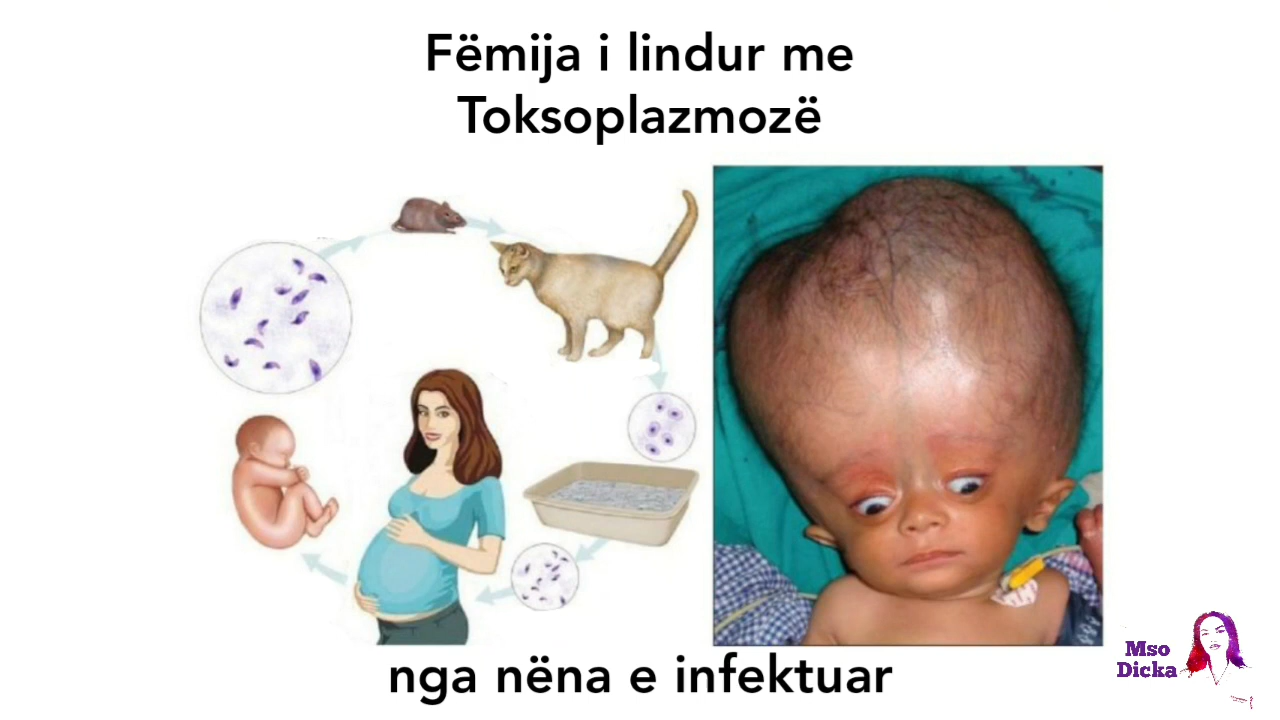 Fëmija i lindur me
Toksoplazmozë
nga nëna e infektuar
Mso
Dicka